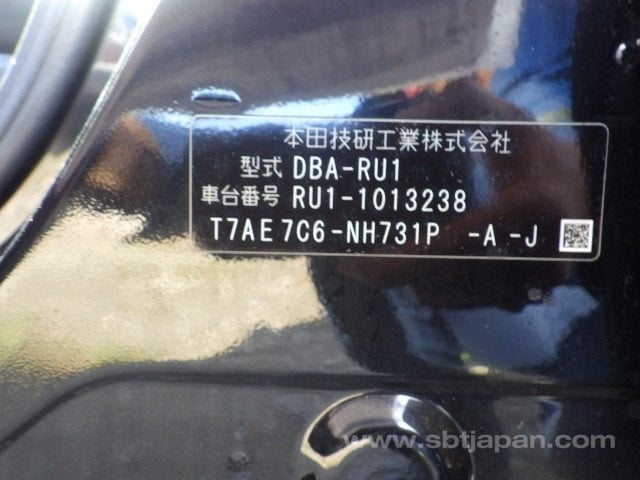 本田技研工業株式会社
型式 DBA-RU1
車台番号 RU1-1013238
T7AE7C6-NH731P -A -J
www.sbtjapan.com